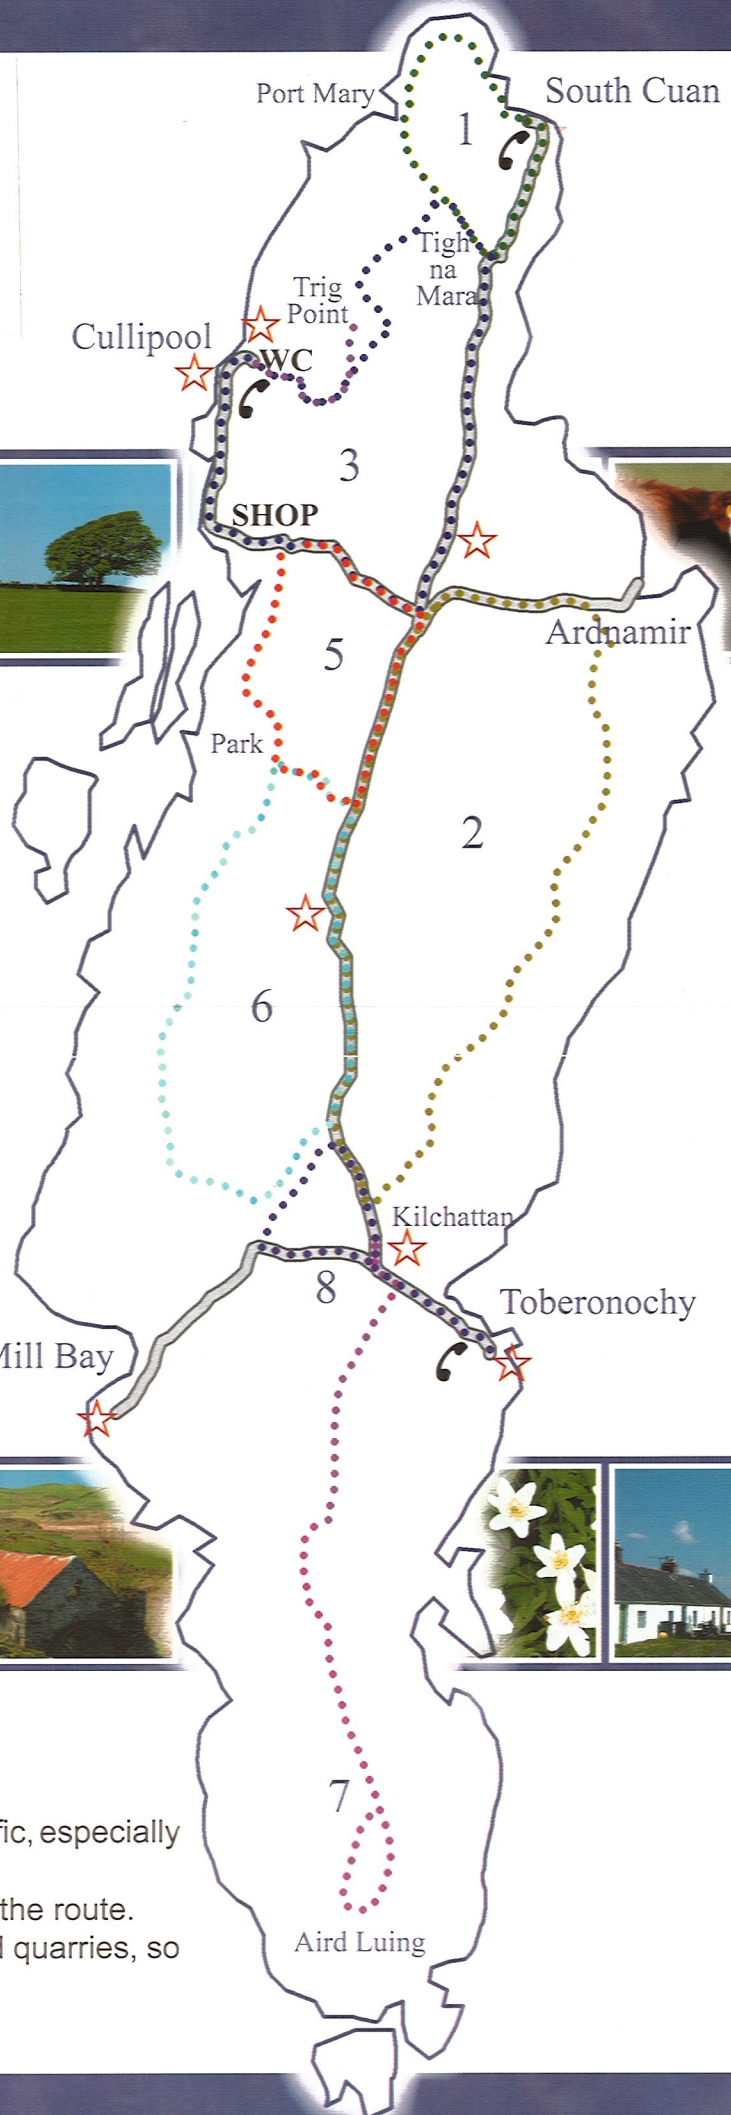 Port Mary
South Cuan
1
Tigh
na
Mara
Trig
Point
Cullipool
WC
3
SHOP
Ardnamir
5
Park
2
6
Kilchattan
8
Toberonochy
Mill Bay
7
especially
the route.
quarries, so
Aird Luing